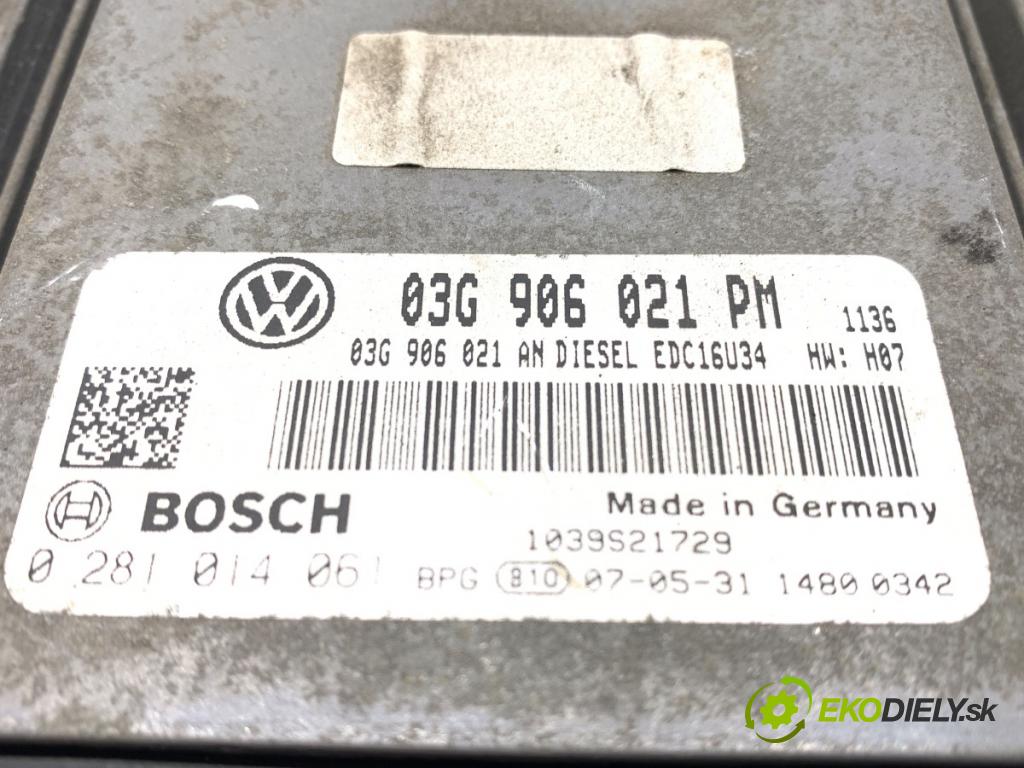 03G 906 021 PM 1136
03G 906 021 AN DIESEL EDC16U34 HW: H07
BOSCH Made in Germany
1039S21729
0 281 014 061 BPG 810 07-05-31 1480 0342
EKODIELY.sk